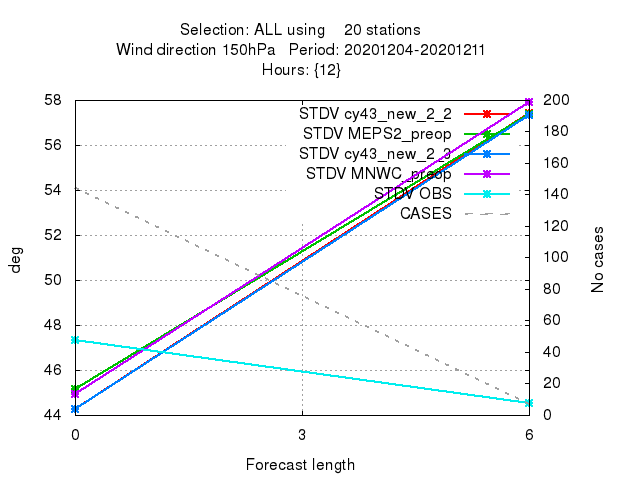 Selection: ALL using    20 stations
Wind direction 150hPa   Period: 20201204-20201211
Hours: {12}
58
56
54
52
50
48
46
44
200
180
160
140
120
100
80
60
40
20
0
STDV cy43_new_2_2
STDV MEPS2_preop
STDV cy43_new_2_3
STDV MNWC_preop
STDV OBS
CASES
deg
No cases
0 3 6
Forecast length